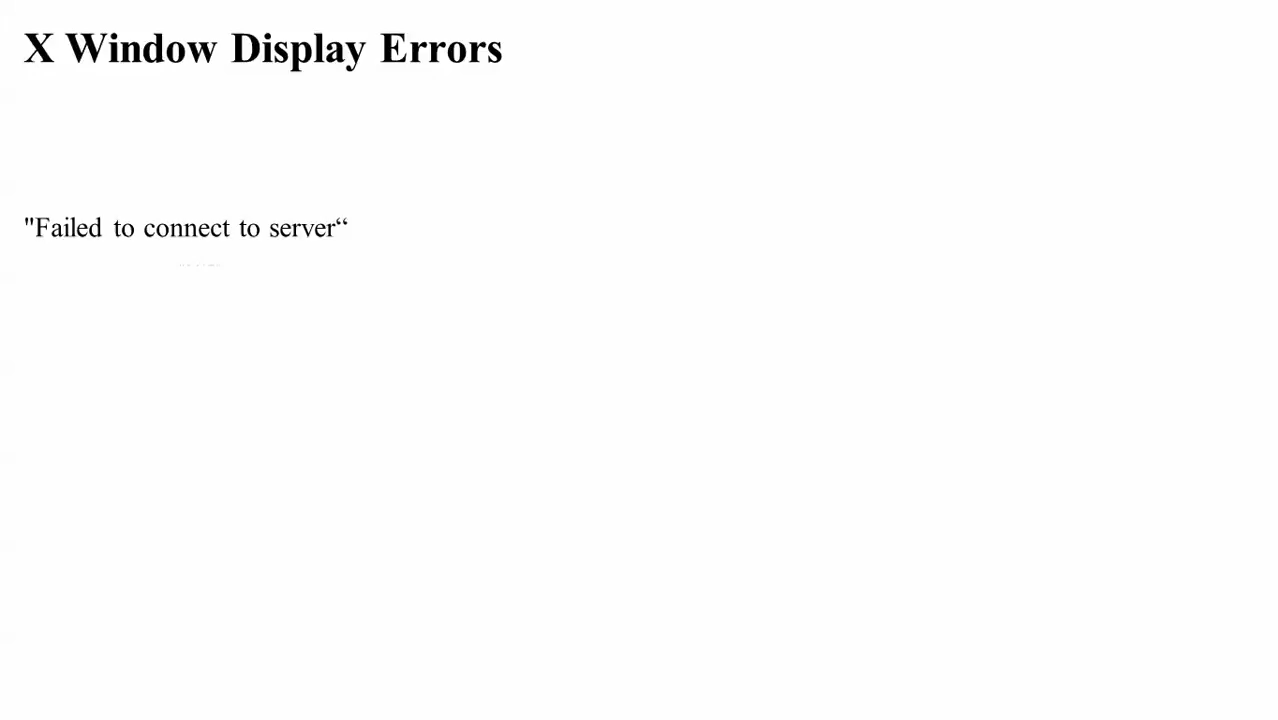 X Window Display Errors
"Failed to connect to server“